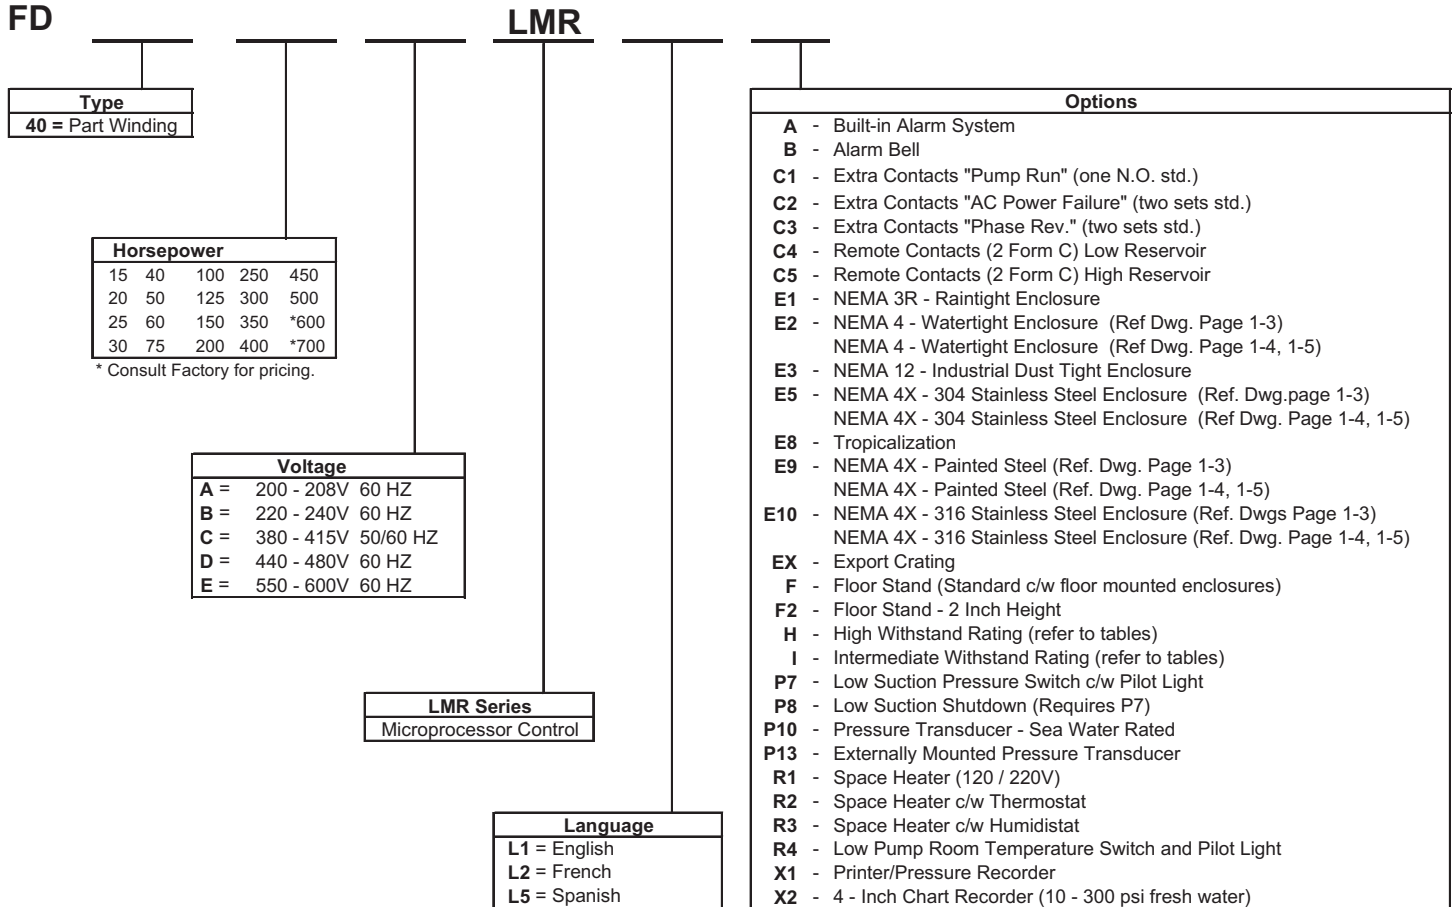 FD LMR
Type
40 = Part Winding
Horsepower
15 40 100 250 450
20 50 125 300 500
25 60 150 350 *600
30 75 200 400 *700
* Consult Factory for pricing.
Voltage
A = 200 - 208V 60 HZ
B = 220 - 240V 60 HZ
C = 380 - 415V 50/60 HZ
D = 440 - 480V 60 HZ
E = 550 - 600V 60 HZ
LMR Series
Microprocessor Control
Language
L1 = English
L2 = French
L5 = Spanish
Options
A - Built-in Alarm System
B - Alarm Bell
C1 - Extra Contacts "Pump Run" (one N.O. std.)
C2 - Extra Contacts "AC Power Failure" (two sets std.)
C3 - Extra Contacts "Phase Rev." (two sets std.)
C4 - Remote Contacts (2 Form C) Low Reservoir
C5 - Remote Contacts (2 Form C) High Reservoir
E1 - NEMA 3R - Raintight Enclosure
E2 - NEMA 4 - Watertight Enclosure (Ref Dwg. Page 1-3)
NEMA 4 - Watertight Enclosure (Ref Dwg. Page 1-4, 1-5)
E3 - NEMA 12 - Industrial Dust Tight Enclosure
E5 - NEMA 4X - 304 Stainless Steel Enclosure (Ref. Dwg.page 1-3)
NEMA 4X - 304 Stainless Steel Enclosure (Ref Dwg. Page 1-4, 1-5)
E8 - Tropicalization
E9 - NEMA 4X - Painted Steel (Ref. Dwg. Page 1-3)
NEMA 4X - Painted Steel (Ref. Dwg. Page 1-4, 1-5)
E10 - NEMA 4X - 316 Stainless Steel Enclosure (Ref. Dwgs Page 1-3)
NEMA 4X - 316 Stainless Steel Enclosure (Ref. Dwg. Page 1-4, 1-5)
EX - Export Crating
F - Floor Stand (Standard c/w floor mounted enclosures)
F2 - Floor Stand - 2 Inch Height
H - High Withstand Rating (refer to tables)
I - Intermediate Withstand Rating (refer to tables)
P7 - Low Suction Pressure Switch c/w Pilot Light
P8 - Low Suction Shutdown (Requires P7)
P10 - Pressure Transducer - Sea Water Rated
P13 - Externally Mounted Pressure Transducer
R1 - Space Heater (120 / 220V)
R2 - Space Heater c/w Thermostat
R3 - Space Heater c/w Humidistat
R4 - Low Pump Room Temperature Switch and Pilot Light
X1 - Printer/Pressure Recorder
X2 - 4 - Inch Chart Recorder (10 - 300 psi fresh water)